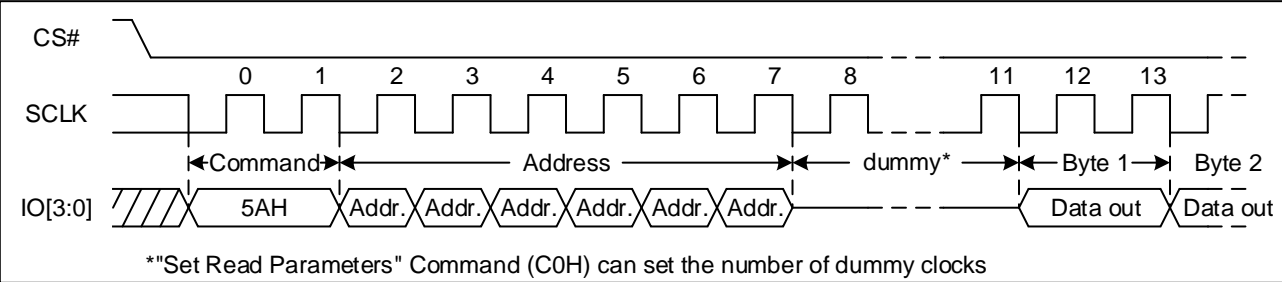 CS#
0 1 2 3 4 5 6 7 8 11 12 13
SCLK
Command Address dummy* Byte 1 Byte 2
IO[3:0] 5AH Addr. Addr. Addr. Addr. Addr. Addr. Data out Data out
*"Set Read Parameters" Command (C0H) can set the number of dummy clocks